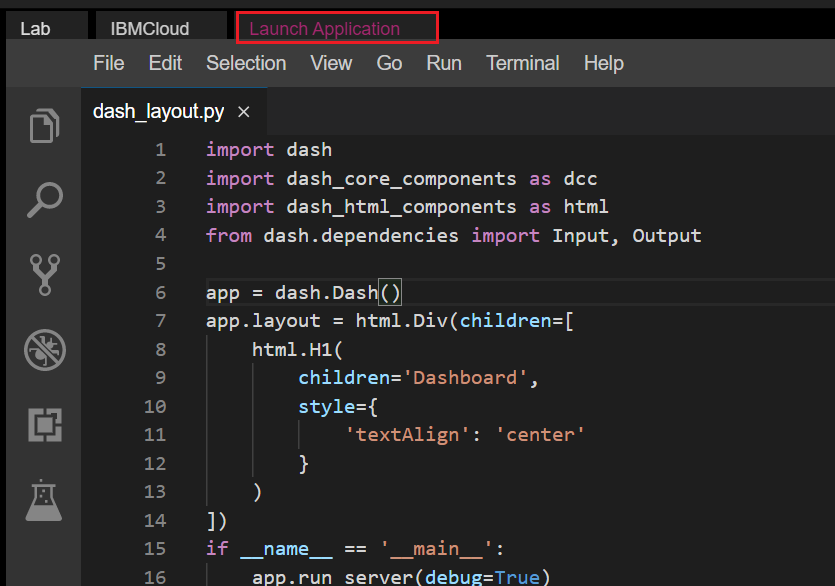 Lab IBMCloud Launch Application
File Edit Selection View Go Run Terminal Help
dash_layout.py ×
1 import dash
2 import dash_core_components as dcc
3 import dash_html_components as html
4 from dash.dependencies import Input, Output
5
6 app = dash.Dash()
7 app.layout = html.Div(children=[
8     html.H1(
9         children='Dashboard',
10         style={
11             'textAlign': 'center'
12         }
13     )
14 ])
15 if __name__ == '__main__':
16     app.run_server(debug=True)